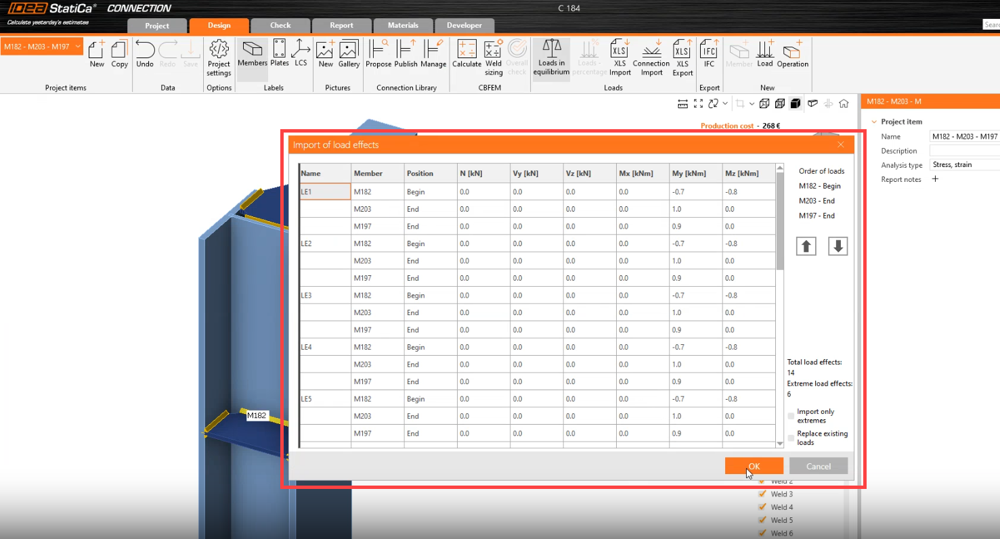 IDEA StatiCa® CONNECTION
C 184
Calculate yesterday's estimates
Project Design Check Report Materials Developer
M182 - M203 - M197
New Copy Undo Redo Save Project settings Members Plates LCS New Gallery Propose Publish Manage Calculate Weld sizing Overall check Loads in equilibrium Loads - percentage XLS Import Connection Import XLS Export IFC Member Load Operation
Project items Data Options Labels Pictures Connection Library CBFEM Loads Export New
M182 - M203 - M
Production cost - 268 €
Project item
Name M182 - M203 - M197
Description
Analysis type Stress, strain
Report notes +
M182
Import of load effects
Name Member Position N [kN] Vy [kN] Vz [kN] Mx [kNm] My [kNm] Mz [kNm]
LE1 M182 Begin 0.0 0.0 0.0 0.0 -0.7 -0.8
M203 End 0.0 0.0 0.0 0.0 1.0 0.0
M197 End 0.0 0.0 0.0 0.0 0.9 0.0
LE2 M182 Begin 0.0 0.0 0.0 0.0 -0.7 -0.8
M203 End 0.0 0.0 0.0 0.0 1.0 0.0
M197 End 0.0 0.0 0.0 0.0 0.9 0.0
LE3 M182 Begin 0.0 0.0 0.0 0.0 -0.7 -0.8
M203 End 0.0 0.0 0.0 0.0 1.0 0.0
M197 End 0.0 0.0 0.0 0.0 0.9 0.0
LE4 M182 Begin 0.0 0.0 0.0 0.0 -0.7 -0.8
M203 End 0.0 0.0 0.0 0.0 1.0 0.0
M197 End 0.0 0.0 0.0 0.0 0.9 0.0
LE5 M182 Begin 0.0 0.0 0.0 0.0 -0.7 -0.8
M203 End 0.0 0.0 0.0 0.0 1.0 0.0
M197 End 0.0 0.0 0.0 0.0 0.9 0.0
Order of loads
M182 - Begin
M203 - End
M197 - End
Total load effects:
14
Extreme load effects:
6
Import only
extremes
Replace existing
loads
OK Cancel
Weld 2
Weld 3
Weld 4
Weld 5
Weld 6